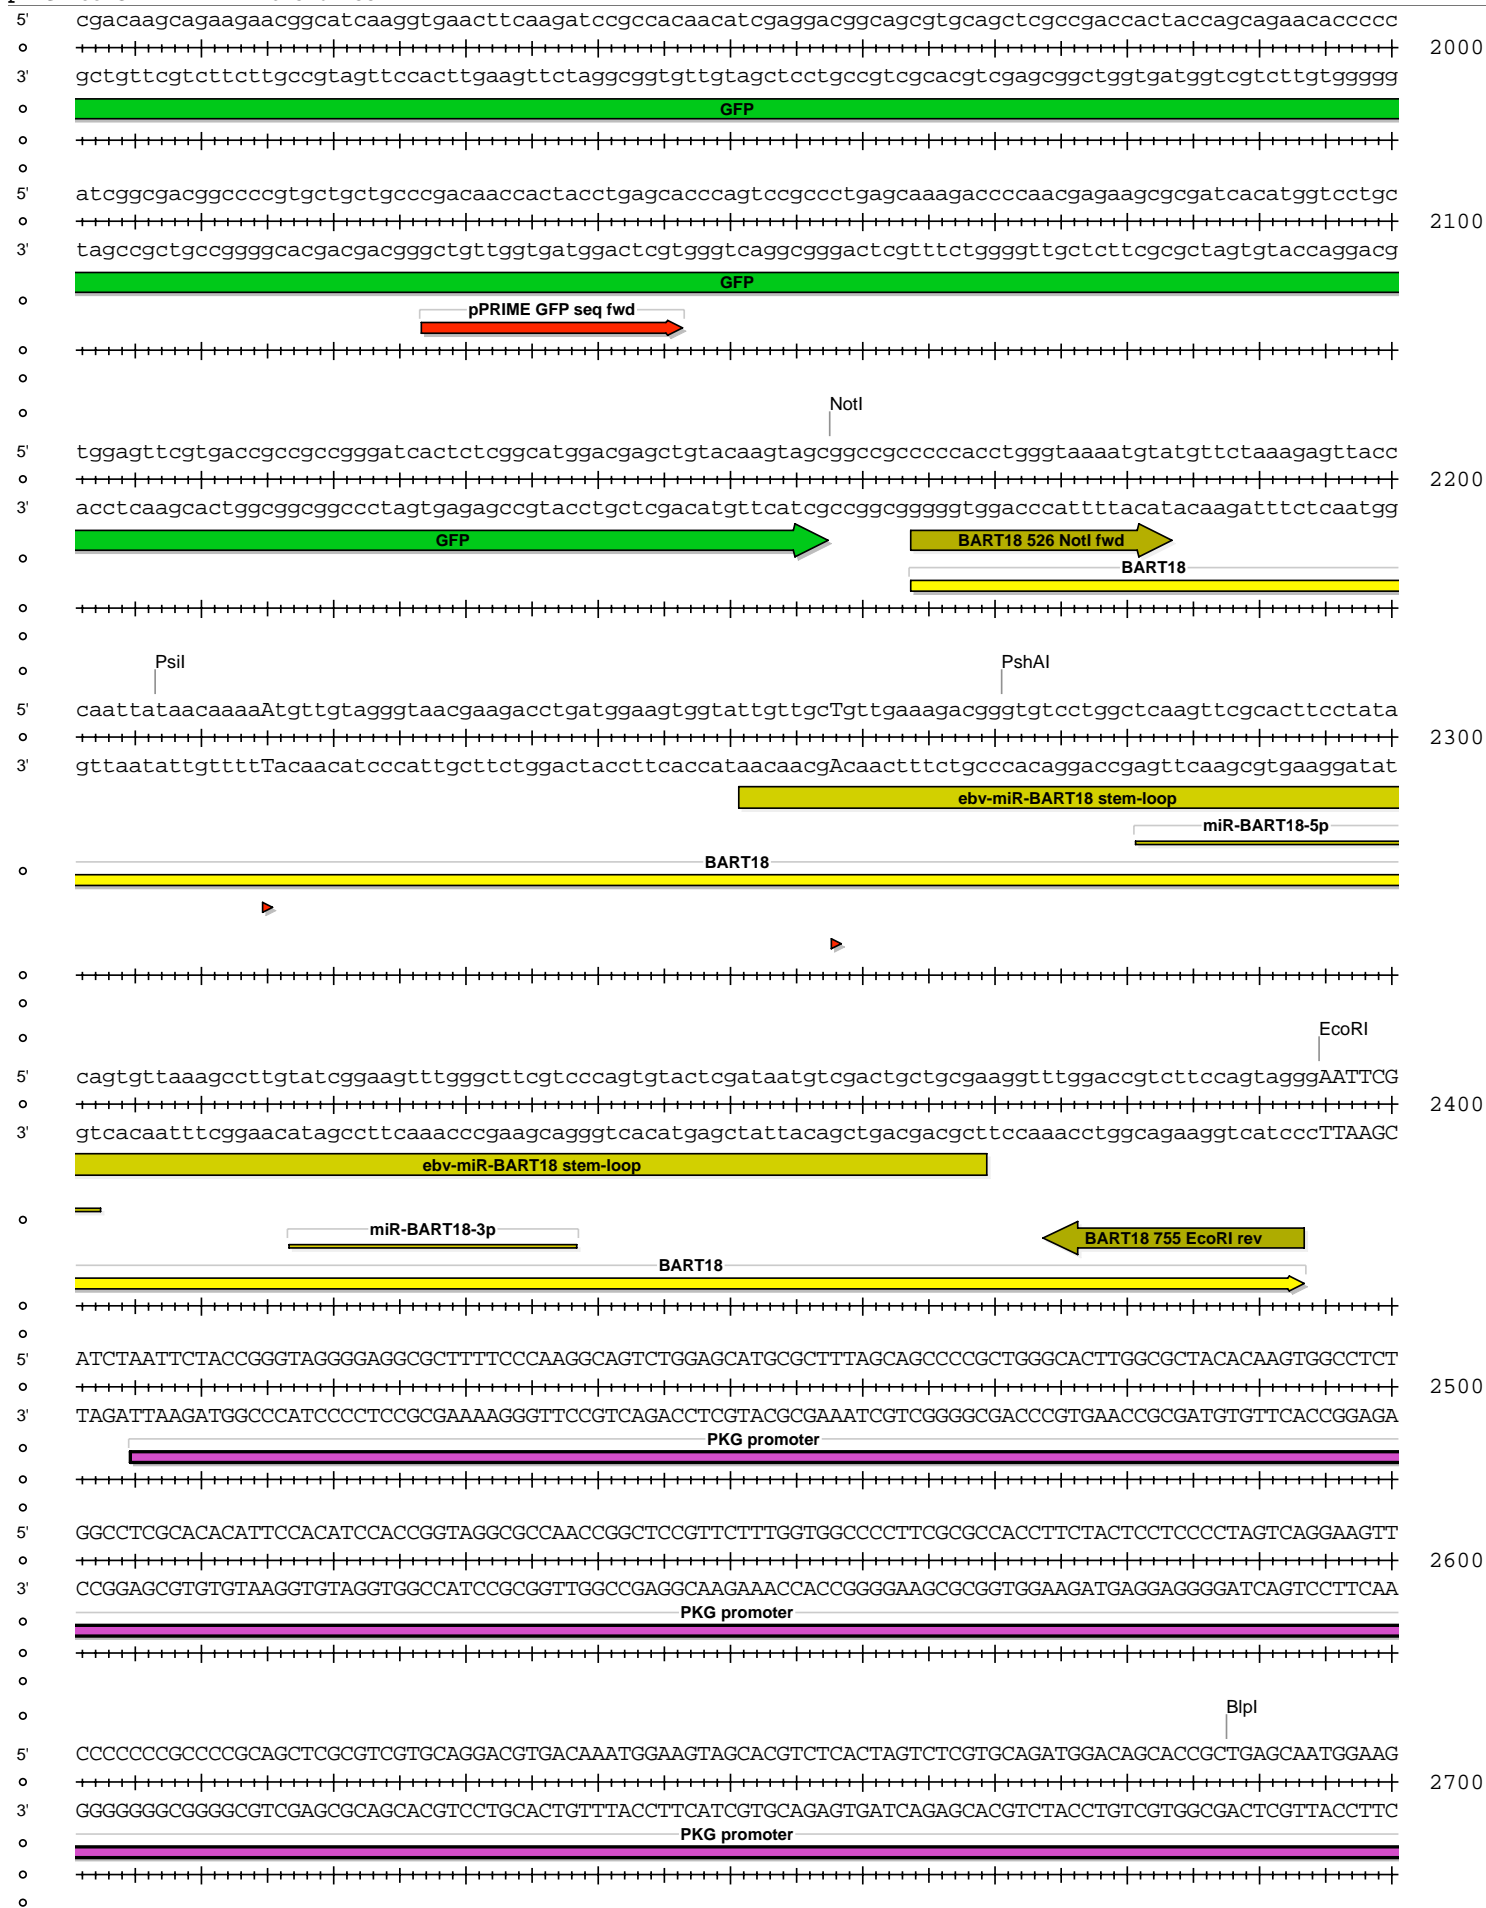 5' cgacaagcagaagaacggcatcaaggtgaacttcaagatccgccacaacatcgaggacggcagcgtgcagctcgccgaccactaccagcagaacaccccc
2000
3' gctgttcgtcttcttgccgtagttccacttgaagttctaggcggtgttgtagctcctgccgtcgcacgtcgagcggctggtgatggtcgtcttgtggggg
GFP
5' atcggcgacggccccgtgctgctgcccgacaaccactacctgagcacccagtccgccctgagcaaagaccccaacgagaagcgcgatcacatggtcctgc
2100
3' tagccgctgccggggcacgacgacgggctgttggtgatggactcgtgggtcaggcgggactcgtttctggggttgctcttcgcgctagtgtaccaggacg
GFP
pPRIME GFP seq fwd
NotI
5' tggagttcgtgaccgccgccgggatcactctcggcatggacgagctgtacaagtagcggccgcccccacctgggtaaaatgtatgttctaaagagttacc
2200
3' acctcaagcactggcggcggccctagtgagagccgtacctgctcgacatgttcatcgccggcgggggtggacccattttacatacaagatttctcaatgg
GFP
BART18 526 NotI fwd
BART18
PsiI PshAI
5' caattataacaaaaAtgttgtagggtaacgaagacctgatggaagtggtattgttgcTgttgaaagacgggtgtcctggctcaagttcgcacttcctata
2300
3' gttaatattgttttTacaacatcccattgcttctggactaccttcaccataacaacgAcaactttctgcccacaggaccgagttcaagcgtgaaggatat
ebv-miR-BART18 stem-loop
miR-BART18-5p
BART18
EcoRI
5' cagtgttaaagccttgtatcggaagtttgggcttcgtcccagtgtactcgataatgtcgactgctgcgaaggtttggaccgtcttccagtagggAATTCG
2400
3' gtcacaatttcggaacatagccttcaaacccgaagcagggtcacatgagctattacagctgacgacgcttccaaacctggcagaaggtcatcccTTAAGC
ebv-miR-BART18 stem-loop
miR-BART18-3p
BART18 755 EcoRI rev
BART18
5' ATCTAATTCTACCGGGTAGGGGAGGCGCTTTTCCCAAGGCAGTCTGGAGCATGCGCTTTAGCAGCCCCGCTGGGCACTTGGCGCTACACAAGTGGCCTCT
2500
3' TAGATTAAGATGGCCCATCCCCTCCGCGAAAAGGGTTCCGTCAGACCTCGTACGCGAAATCGTCGGGGCGACCCGTGAACCGCGATGTGTTCACCGGAGA
PKG promoter
5' GGCCTCGCACACATTCCACATCCACCGGTAGGCGCCAACCGGCTCCGTTCTTTGGTGGCCCCTTCGCGCCACCTTCTACTCCTCCCCTAGTCAGGAAGTT
2600
3' CCGGAGCGTGTGTAAGGTGTAGGTGGCCATCCGCGGTTGGCCGAGGCAAGAAACCACCGGGGAAGCGCGGTGGAAGATGAGGAGGGGATCAGTCCTTCAA
PKG promoter
BlpI
5' CCCCCCCGCCCCGCAGCTCGCGTCGTGCAGGACGTGACAAATGGAAGTAGCACGTCTCACTAGTCTCGTGCAGATGGACAGCACCGCTGAGCAATGGAAG
2700
3' GGGGGGGCGGGGCGTCGAGCGCAGCACGTCCTGCACTGTTTACCTTCATCGTGCAGAGTGATCAGAGCACGTCTACCTGTCGTGGCGACTCGTTACCTTC
PKG promoter